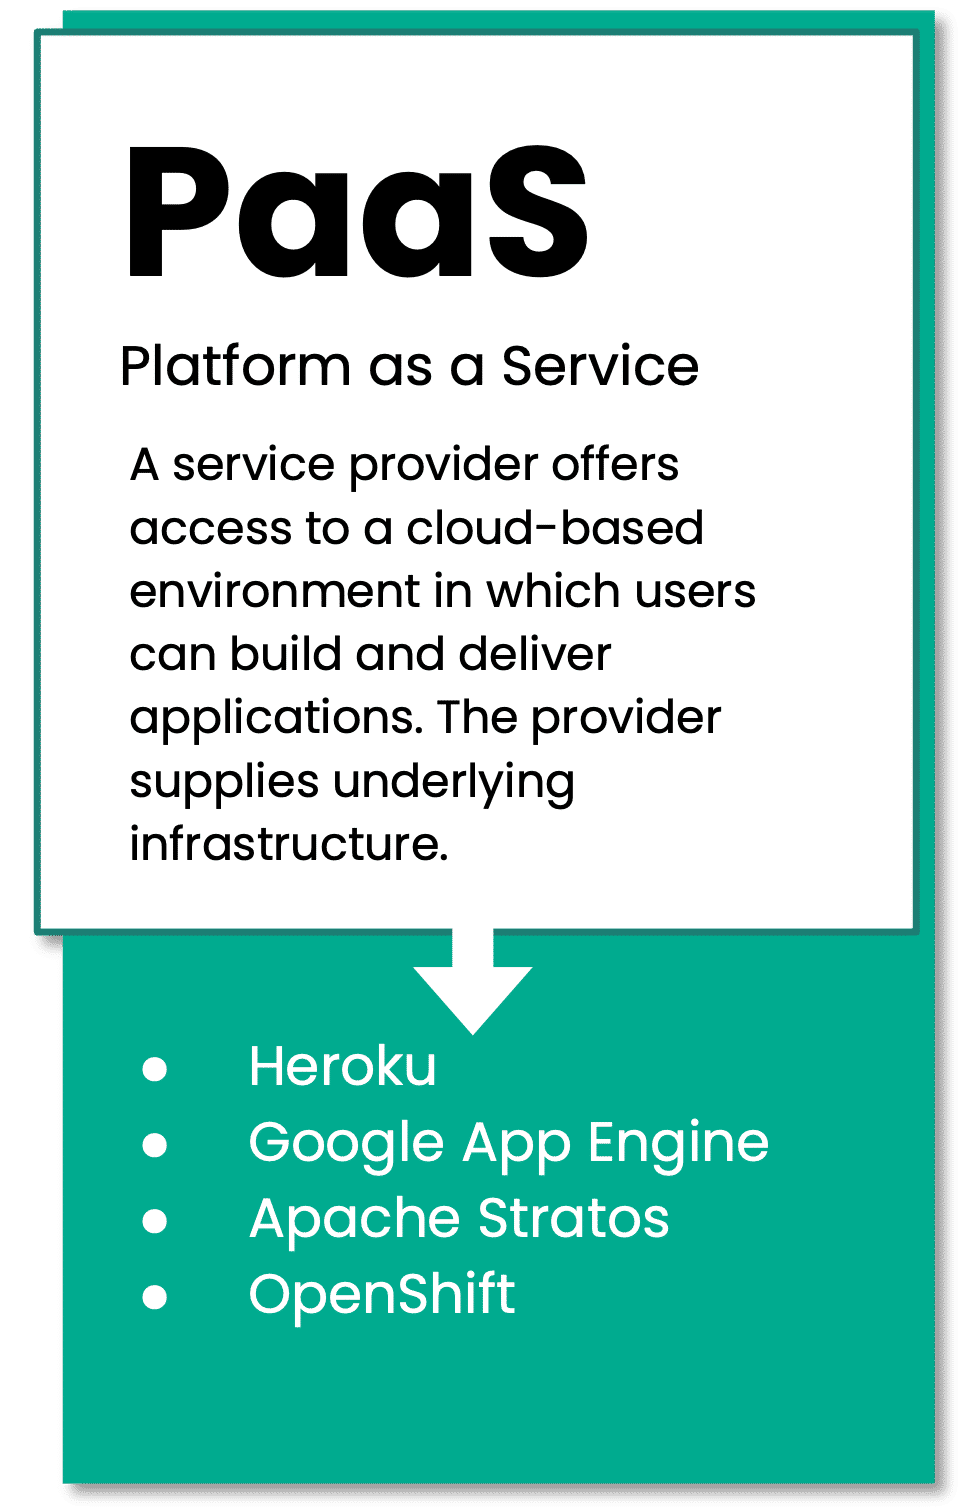 PaaS
Platform as a Service
A service provider offers
access to a cloud-based
environment in which users
can build and deliver
applications. The provider
supplies underlying
infrastructure.
● Heroku
● Google App Engine
● Apache Stratos
● OpenShift